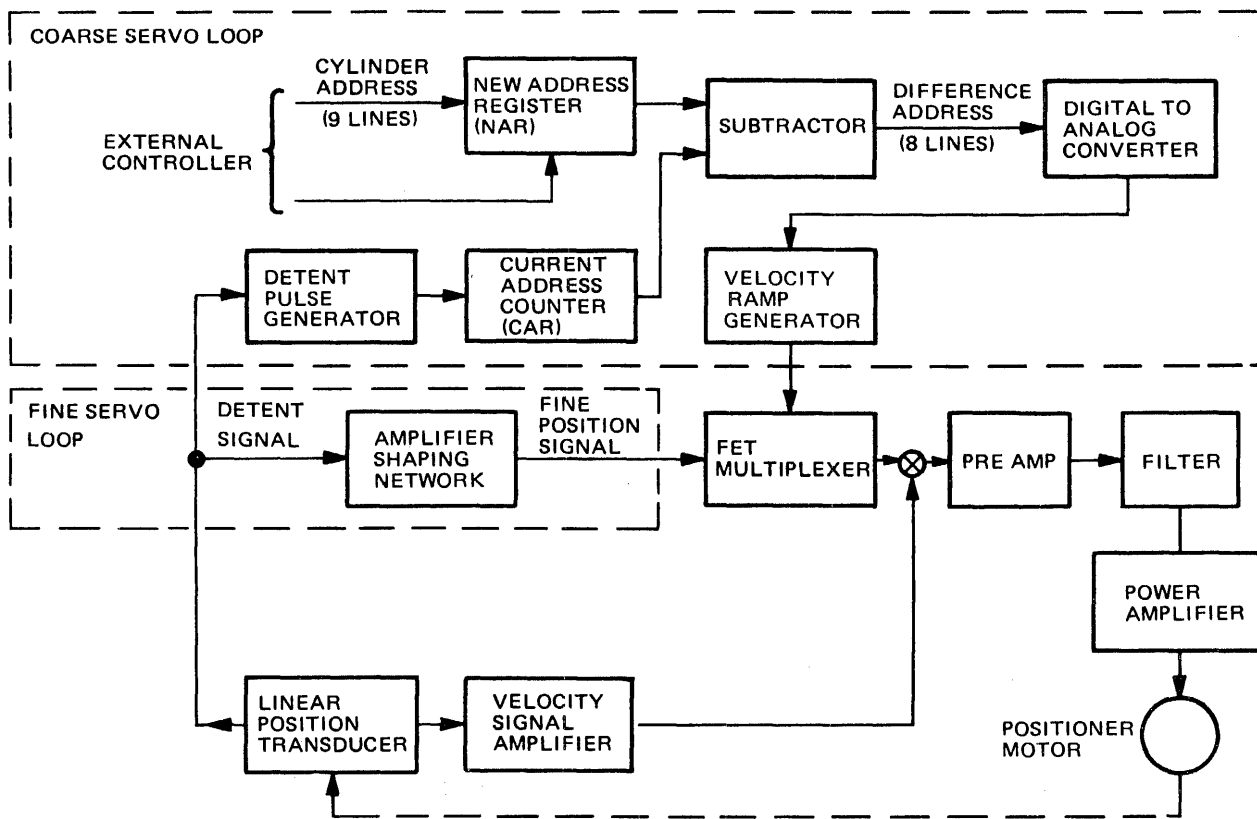 COARSE SERVO LOOP
CYLINDER
ADDRESS
(9 LINES)
EXTERNAL
CONTROLLER
NEW ADDRESS
REGISTER
(NAR)
SUBTRACTOR
DIFFERENCE
ADDRESS
(8 LINES)
DIGITAL TO
ANALOG
CONVERTER
DETENT
PULSE
GENERATOR
CURRENT
ADDRESS
COUNTER
(CAR)
VELOCITY
RAMP
GENERATOR
FINE SERVO
LOOP
DETENT
SIGNAL
AMPLIFIER
SHAPING
NETWORK
FINE
POSITION
SIGNAL
FET
MULTIPLEXER
PRE AMP
FILTER
POWER
AMPLIFIER
LINEAR
POSITION
TRANSDUCER
VELOCITY
SIGNAL
AMPLIFIER
POSITIONER
MOTOR